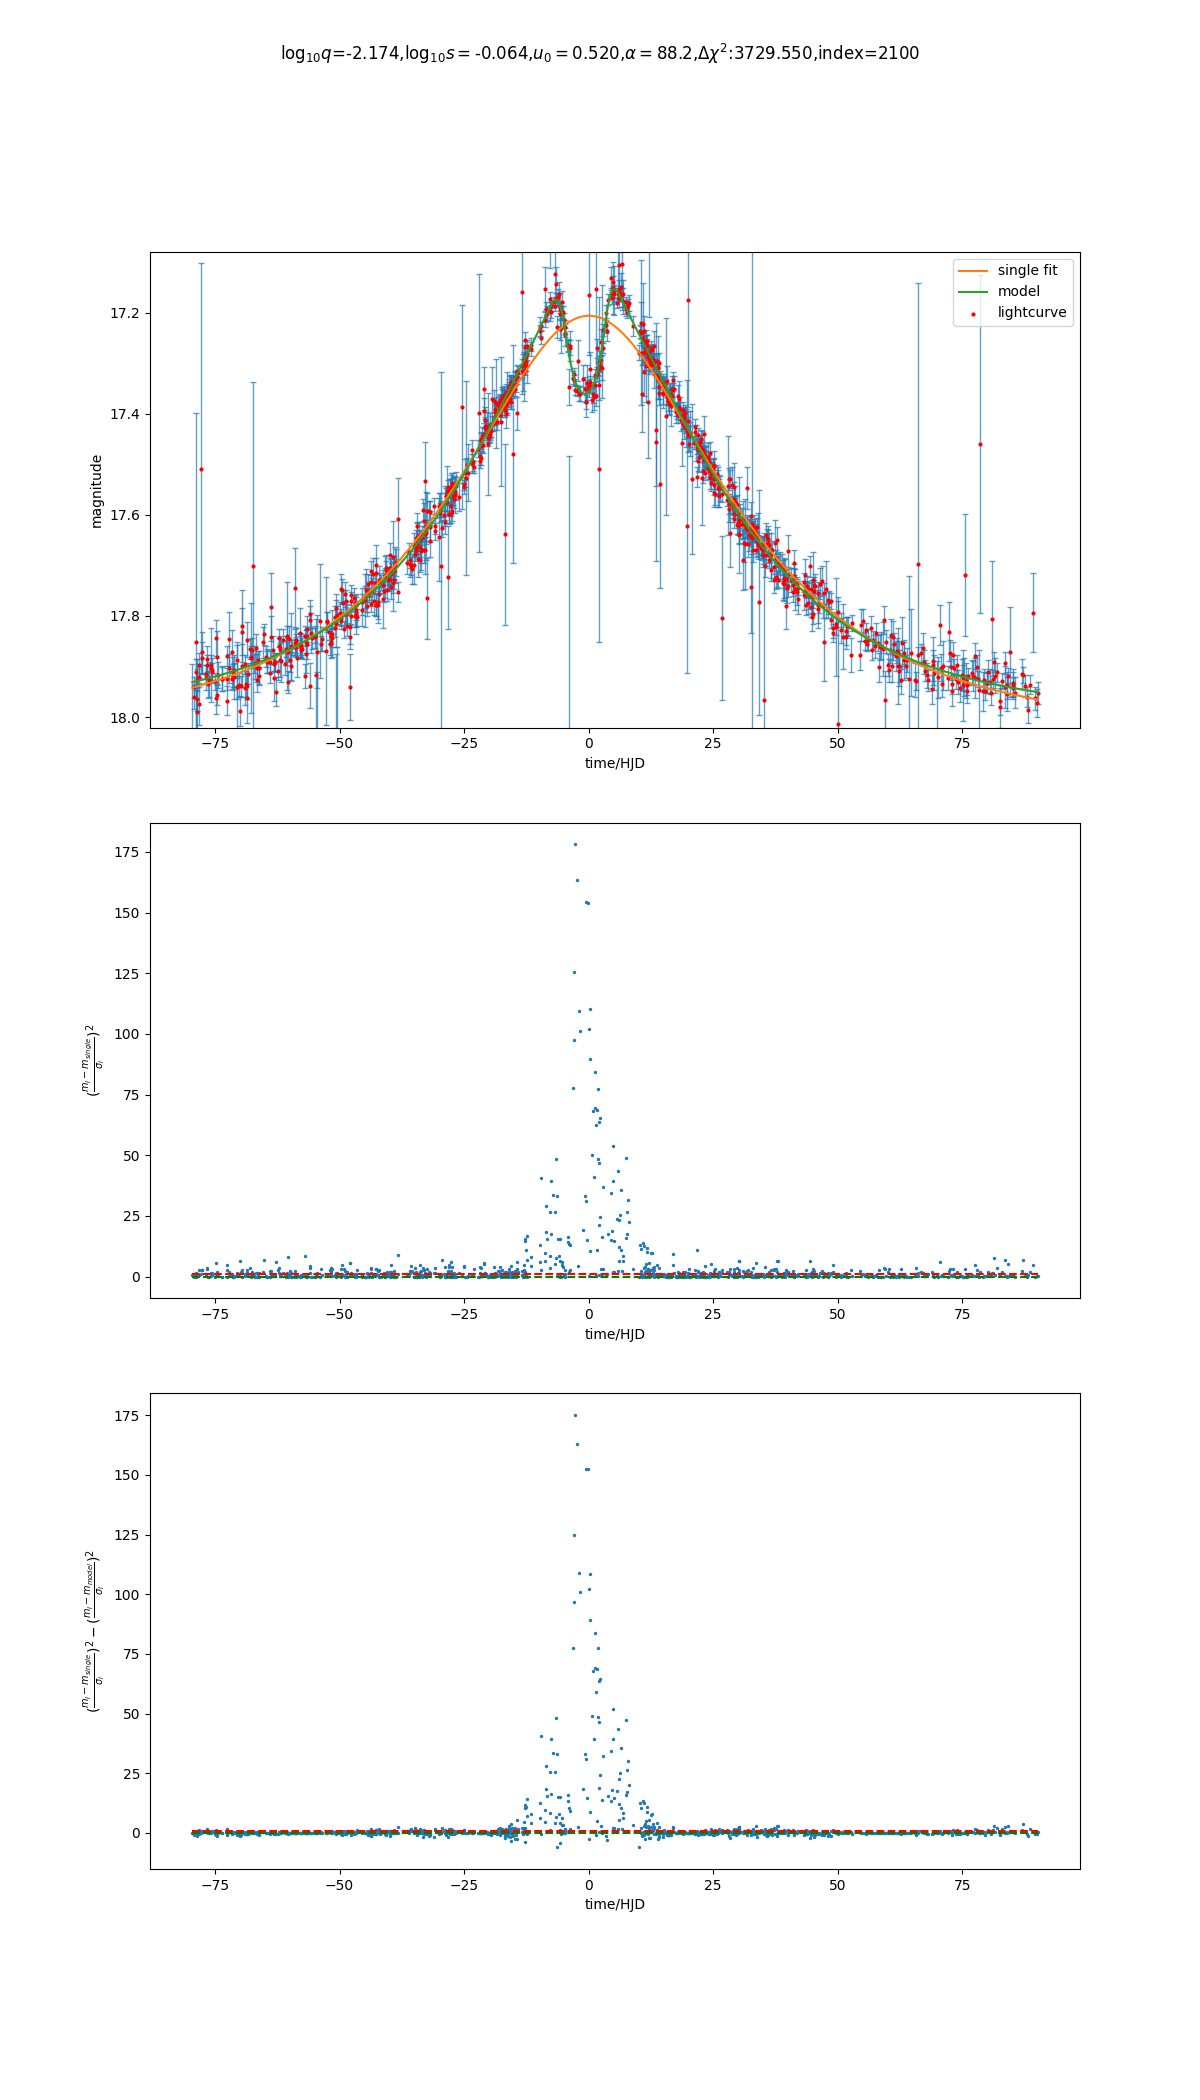 log₁₀q=-2.174,log₁₀s = -0.064,u₀ = 0.520,α = 88.2,Δχ²:3729.550,index=2100
single fit
model
lightcurve
17.2
17.4
17.6
17.8
18.0
magnitude
−75 −50 −25 0 25 50 75
time/HJD
175
150
125
100
75
50
25
0
(mᵢ − m_single / σᵢ)²
−75 −50 −25 0 25 50 75
time/HJD
175
150
125
100
75
50
25
0
(mᵢ − m_single / σᵢ)² − (mᵢ − m_model / σᵢ)²
−75 −50 −25 0 25 50 75
time/HJD